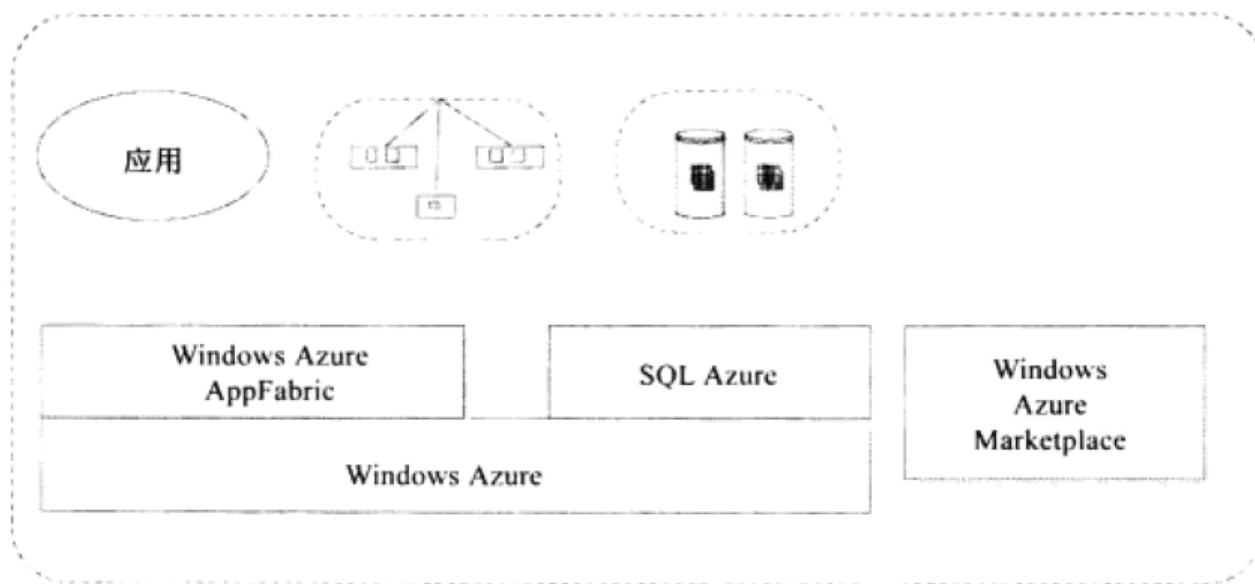 应用
Windows Azure
AppFabric
SQL Azure
Windows
Azure
Marketplace
Windows Azure